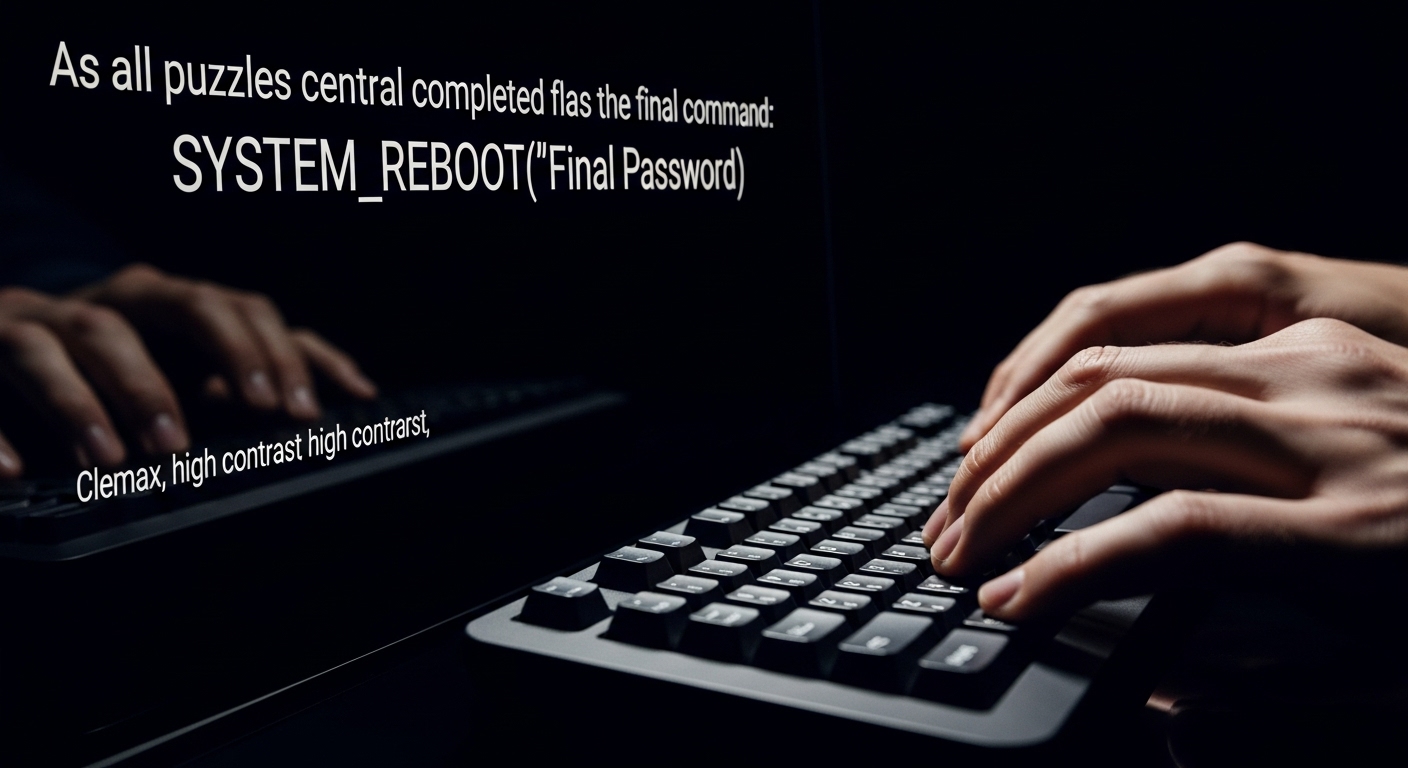 As all puzzles central completed flas the final command:
SYSTEM_REBOOT("Final Password)
Clemax, high contrast high contrarst,